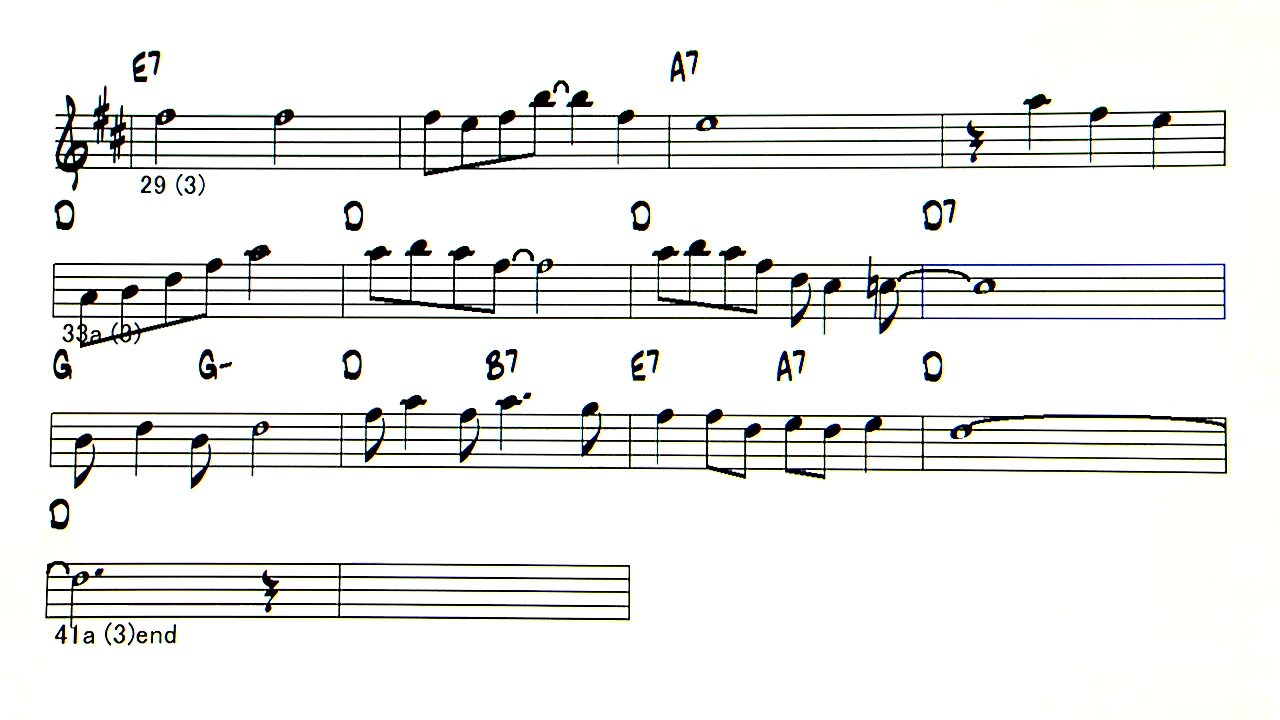 E7 A7
29 (3)
D D D D7
33a (3)
G G- D B7 E7 A7 D
D
41a (3)end